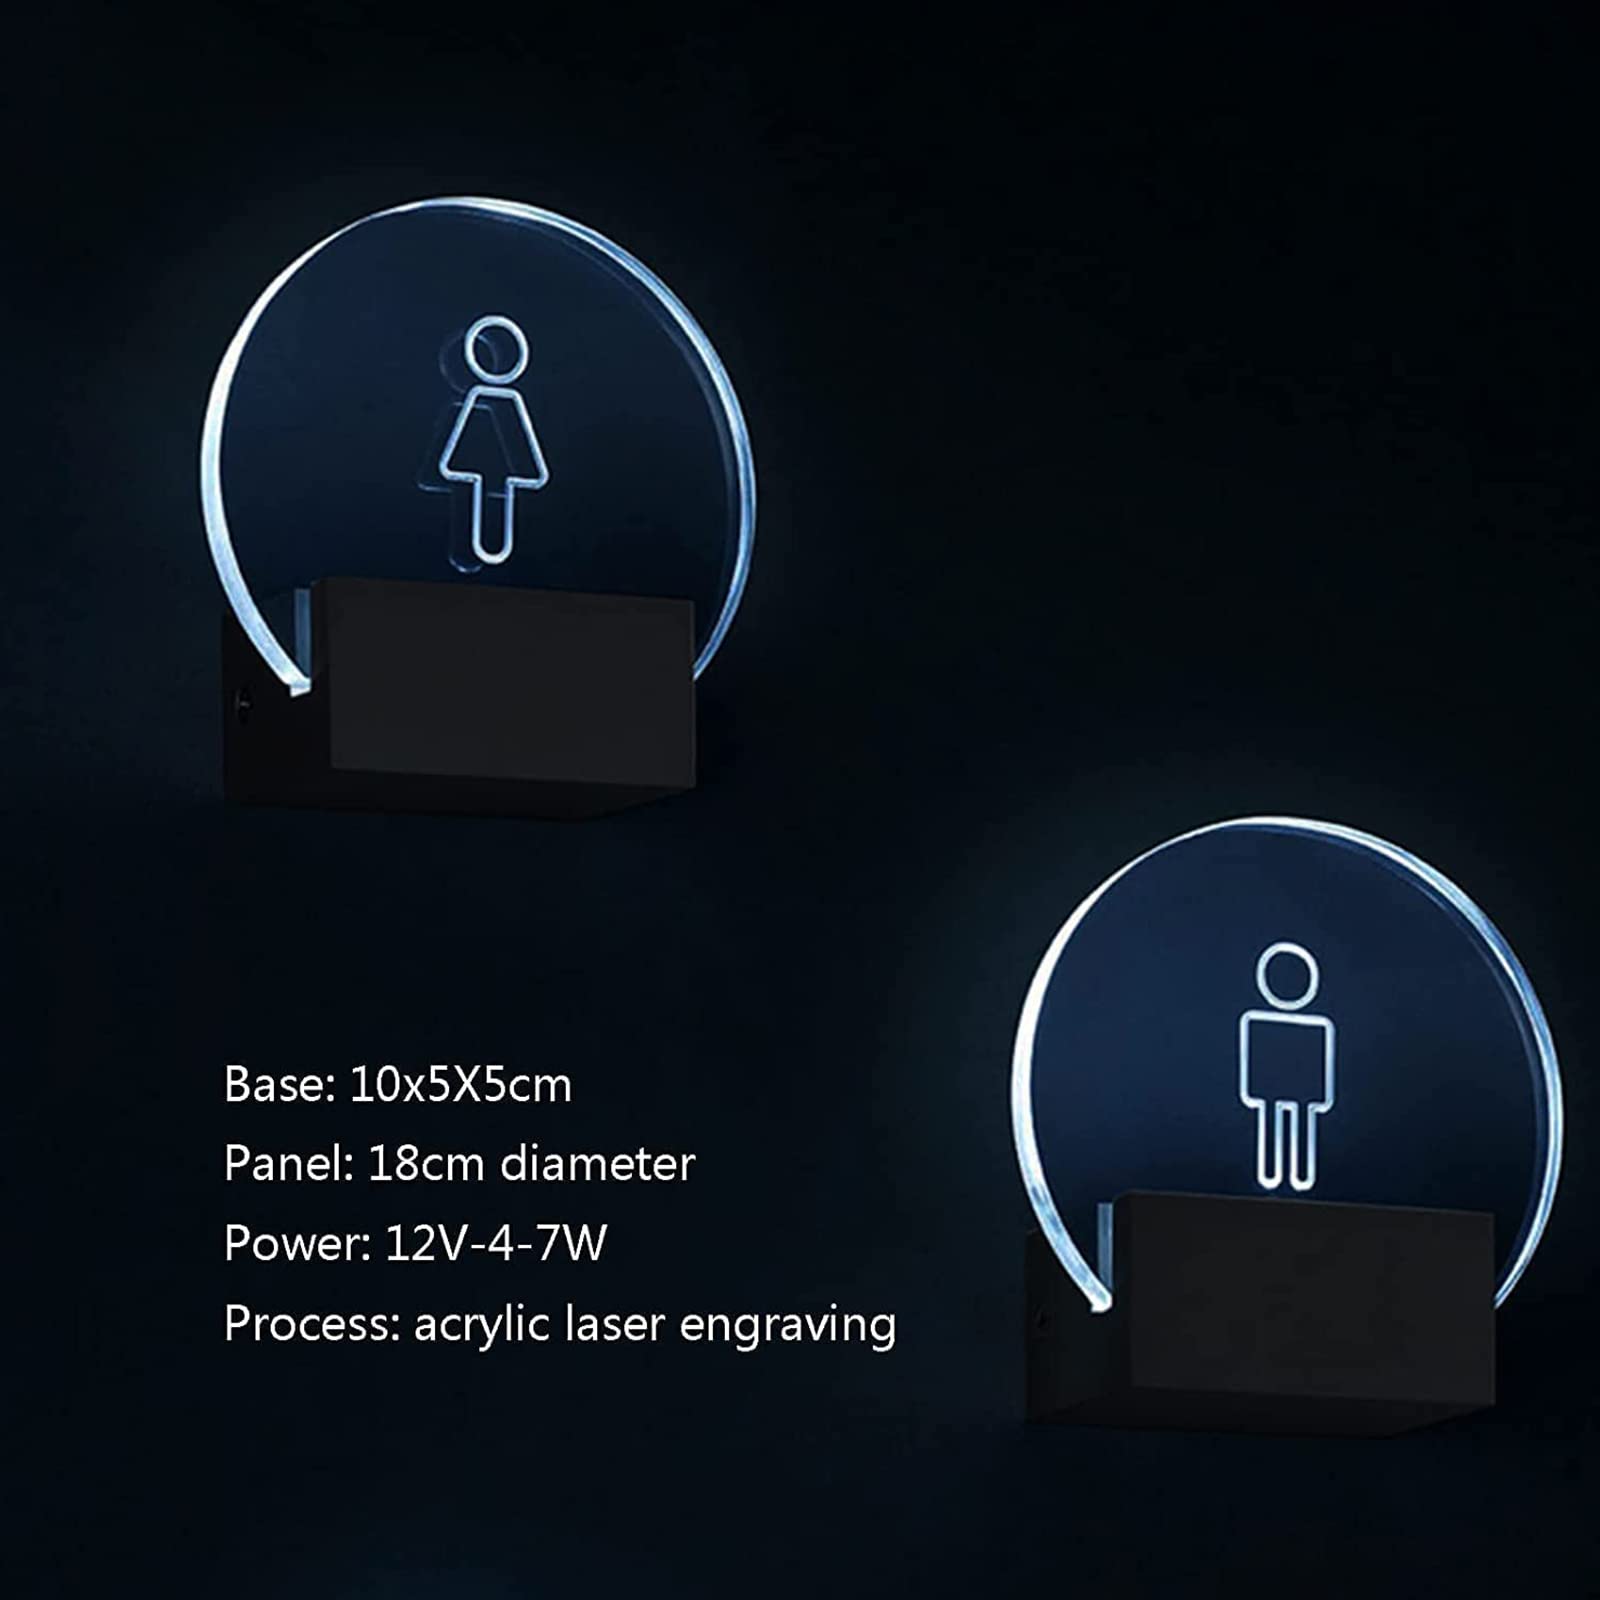 Base: 10x5X5cm
Panel: 18cm diameter
Power: 12V-4-7W
Process: acrylic laser engraving